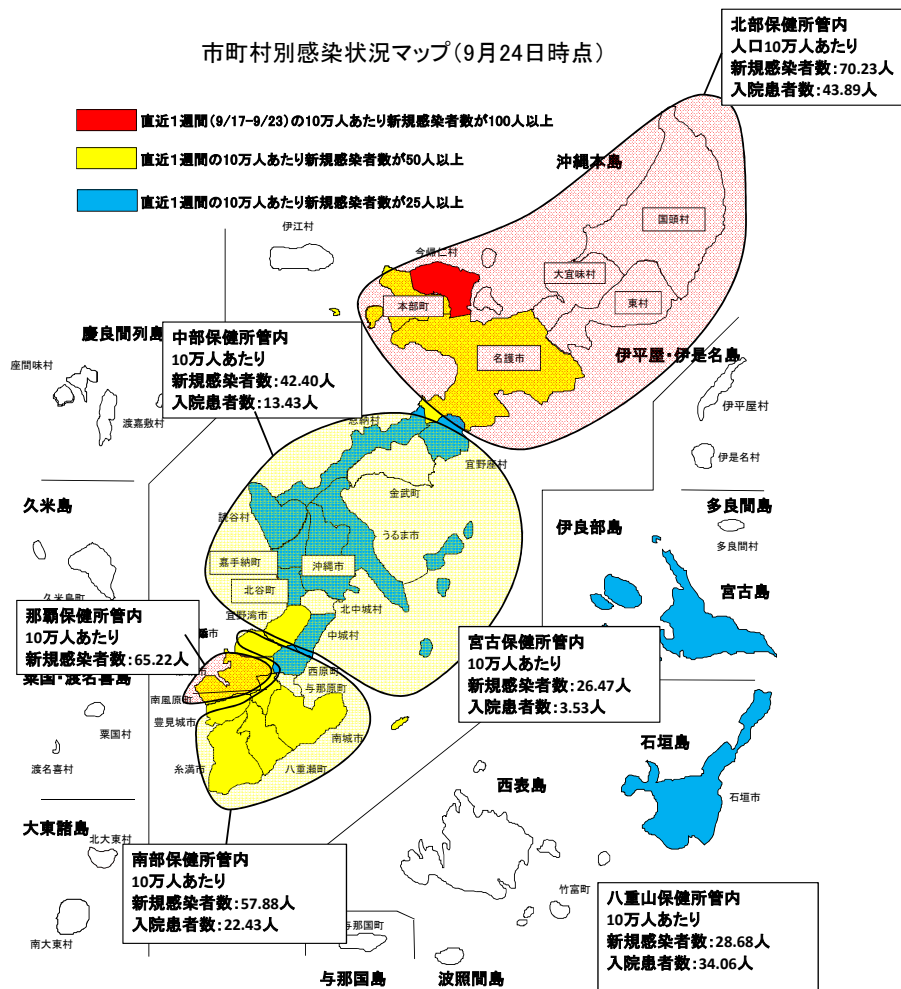 市町村別感染状況マップ(9月24日時点)
北部保健所管内
人口10万人あたり
新規感染者数:70.23人
入院患者数:43.89人
直近1週間(9/17-9/23)の10万人あたり新規感染者数が100人以上
直近1週間の10万人あたり新規感染者数が50人以上
直近1週間の10万人あたり新規感染者数が25人以上
沖縄本島
国頭村
伊江村
今帰仁村
大宜味村
東村
本部町
名護市
慶良間列島
座間味村
渡嘉敷村
中部保健所管内
10万人あたり
新規感染者数:42.40人
入院患者数:13.43人
伊平屋・伊是名島
伊平屋村
伊是名村
恩納村
宜野座村
金武町
久米島
久米島町
読谷村
うるま市
嘉手納町
沖縄市
北谷町
北中城村
宜野湾市
中城村
伊良部島
多良間島
多良間村
宮古島
那覇保健所管内
10万人あたり
新規感染者数:65.22人
市
西原町
与那原町
南風原町
豊見城市
南城市
糸満市
八重瀬町
宮古保健所管内
10万人あたり
新規感染者数:26.47人
入院患者数:3.53人
粟国・渡名喜島
粟国村
渡名喜村
石垣島
石垣市
西表島
竹富町
大東諸島
北大東村
南大東村
南部保健所管内
10万人あたり
新規感染者数:57.88人
入院患者数:22.43人
与那国町
与那国島
波照間島
八重山保健所管内
10万人あたり
新規感染者数:28.68人
入院患者数:34.06人